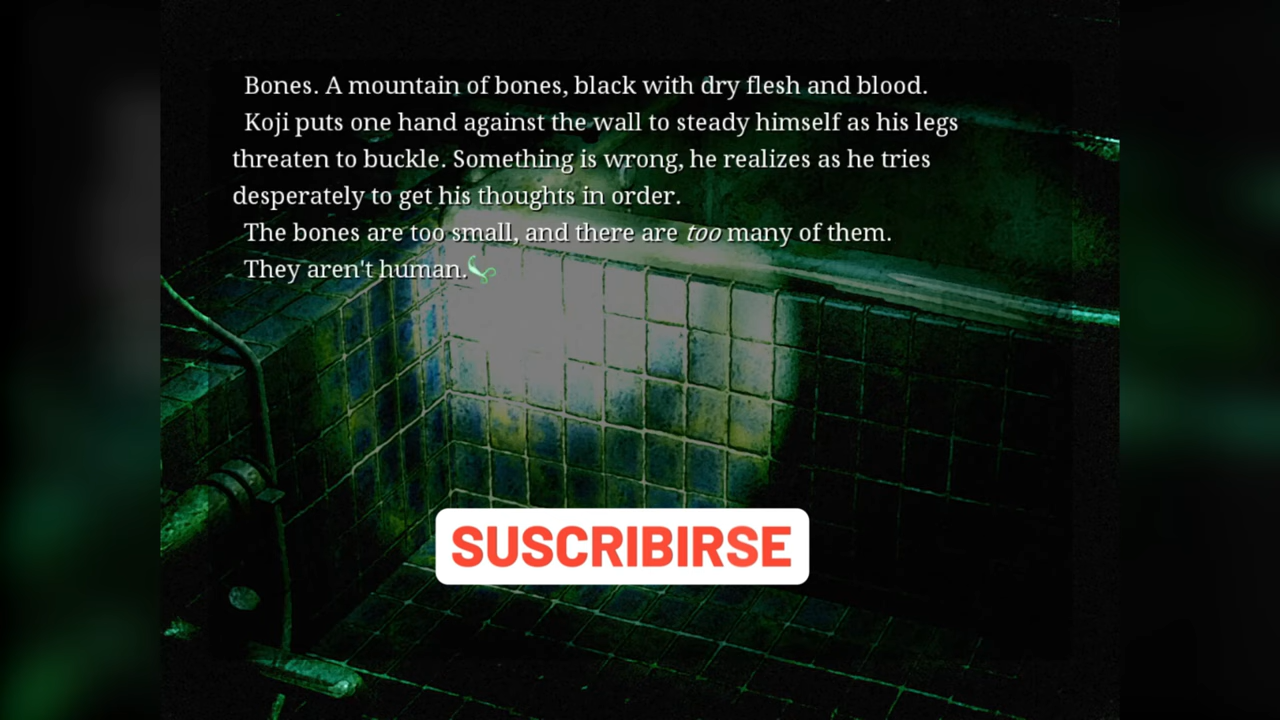 Bones. A mountain of bones, black with dry flesh and blood.
Koji puts one hand against the wall to steady himself as his legs
threaten to buckle. Something is wrong, he realizes as he tries
desperately to get his thoughts in order.
The bones are too small, and there are too many of them.
They aren't human.
SUSCRIBIRSE